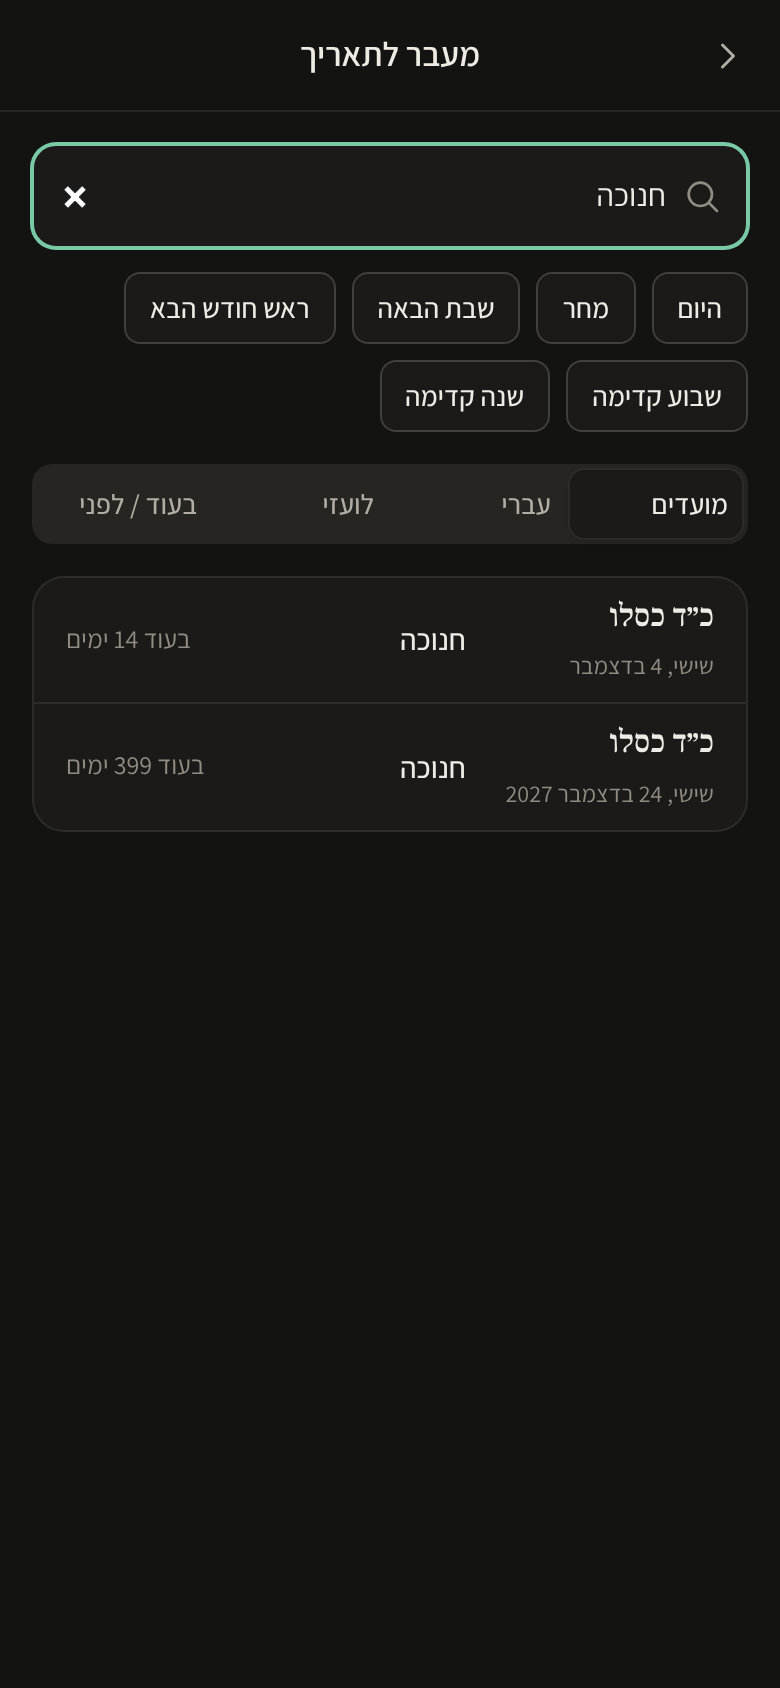 מעבר לתאריך
חנוכה
היום
מחר
שבת הבאה
ראש חודש הבא
שבוע קדימה
שנה קדימה
מועדים
עברי
לועזי
בעוד / לפני
כ״ד כסלו
שישי, 4 בדצמבר
חנוכה
בעוד 14 ימים
כ״ד כסלו
שישי, 24 בדצמבר 2027
חנוכה
בעוד 399 ימים